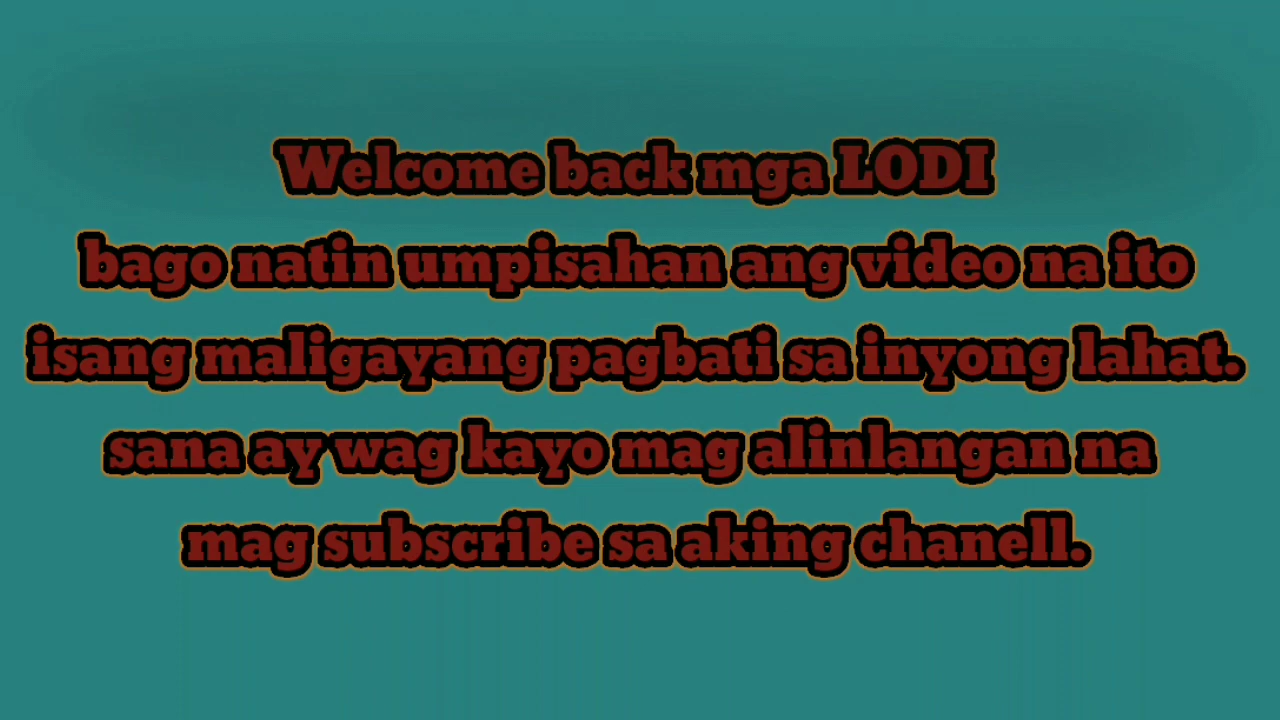 Welcome back mga LODI
bago natin umpisahan ang video na ito
isang maligayang pagbati sa inyong lahat.
sana ay wag kayo mag alinlangan na
mag subscribe sa aking chanell.